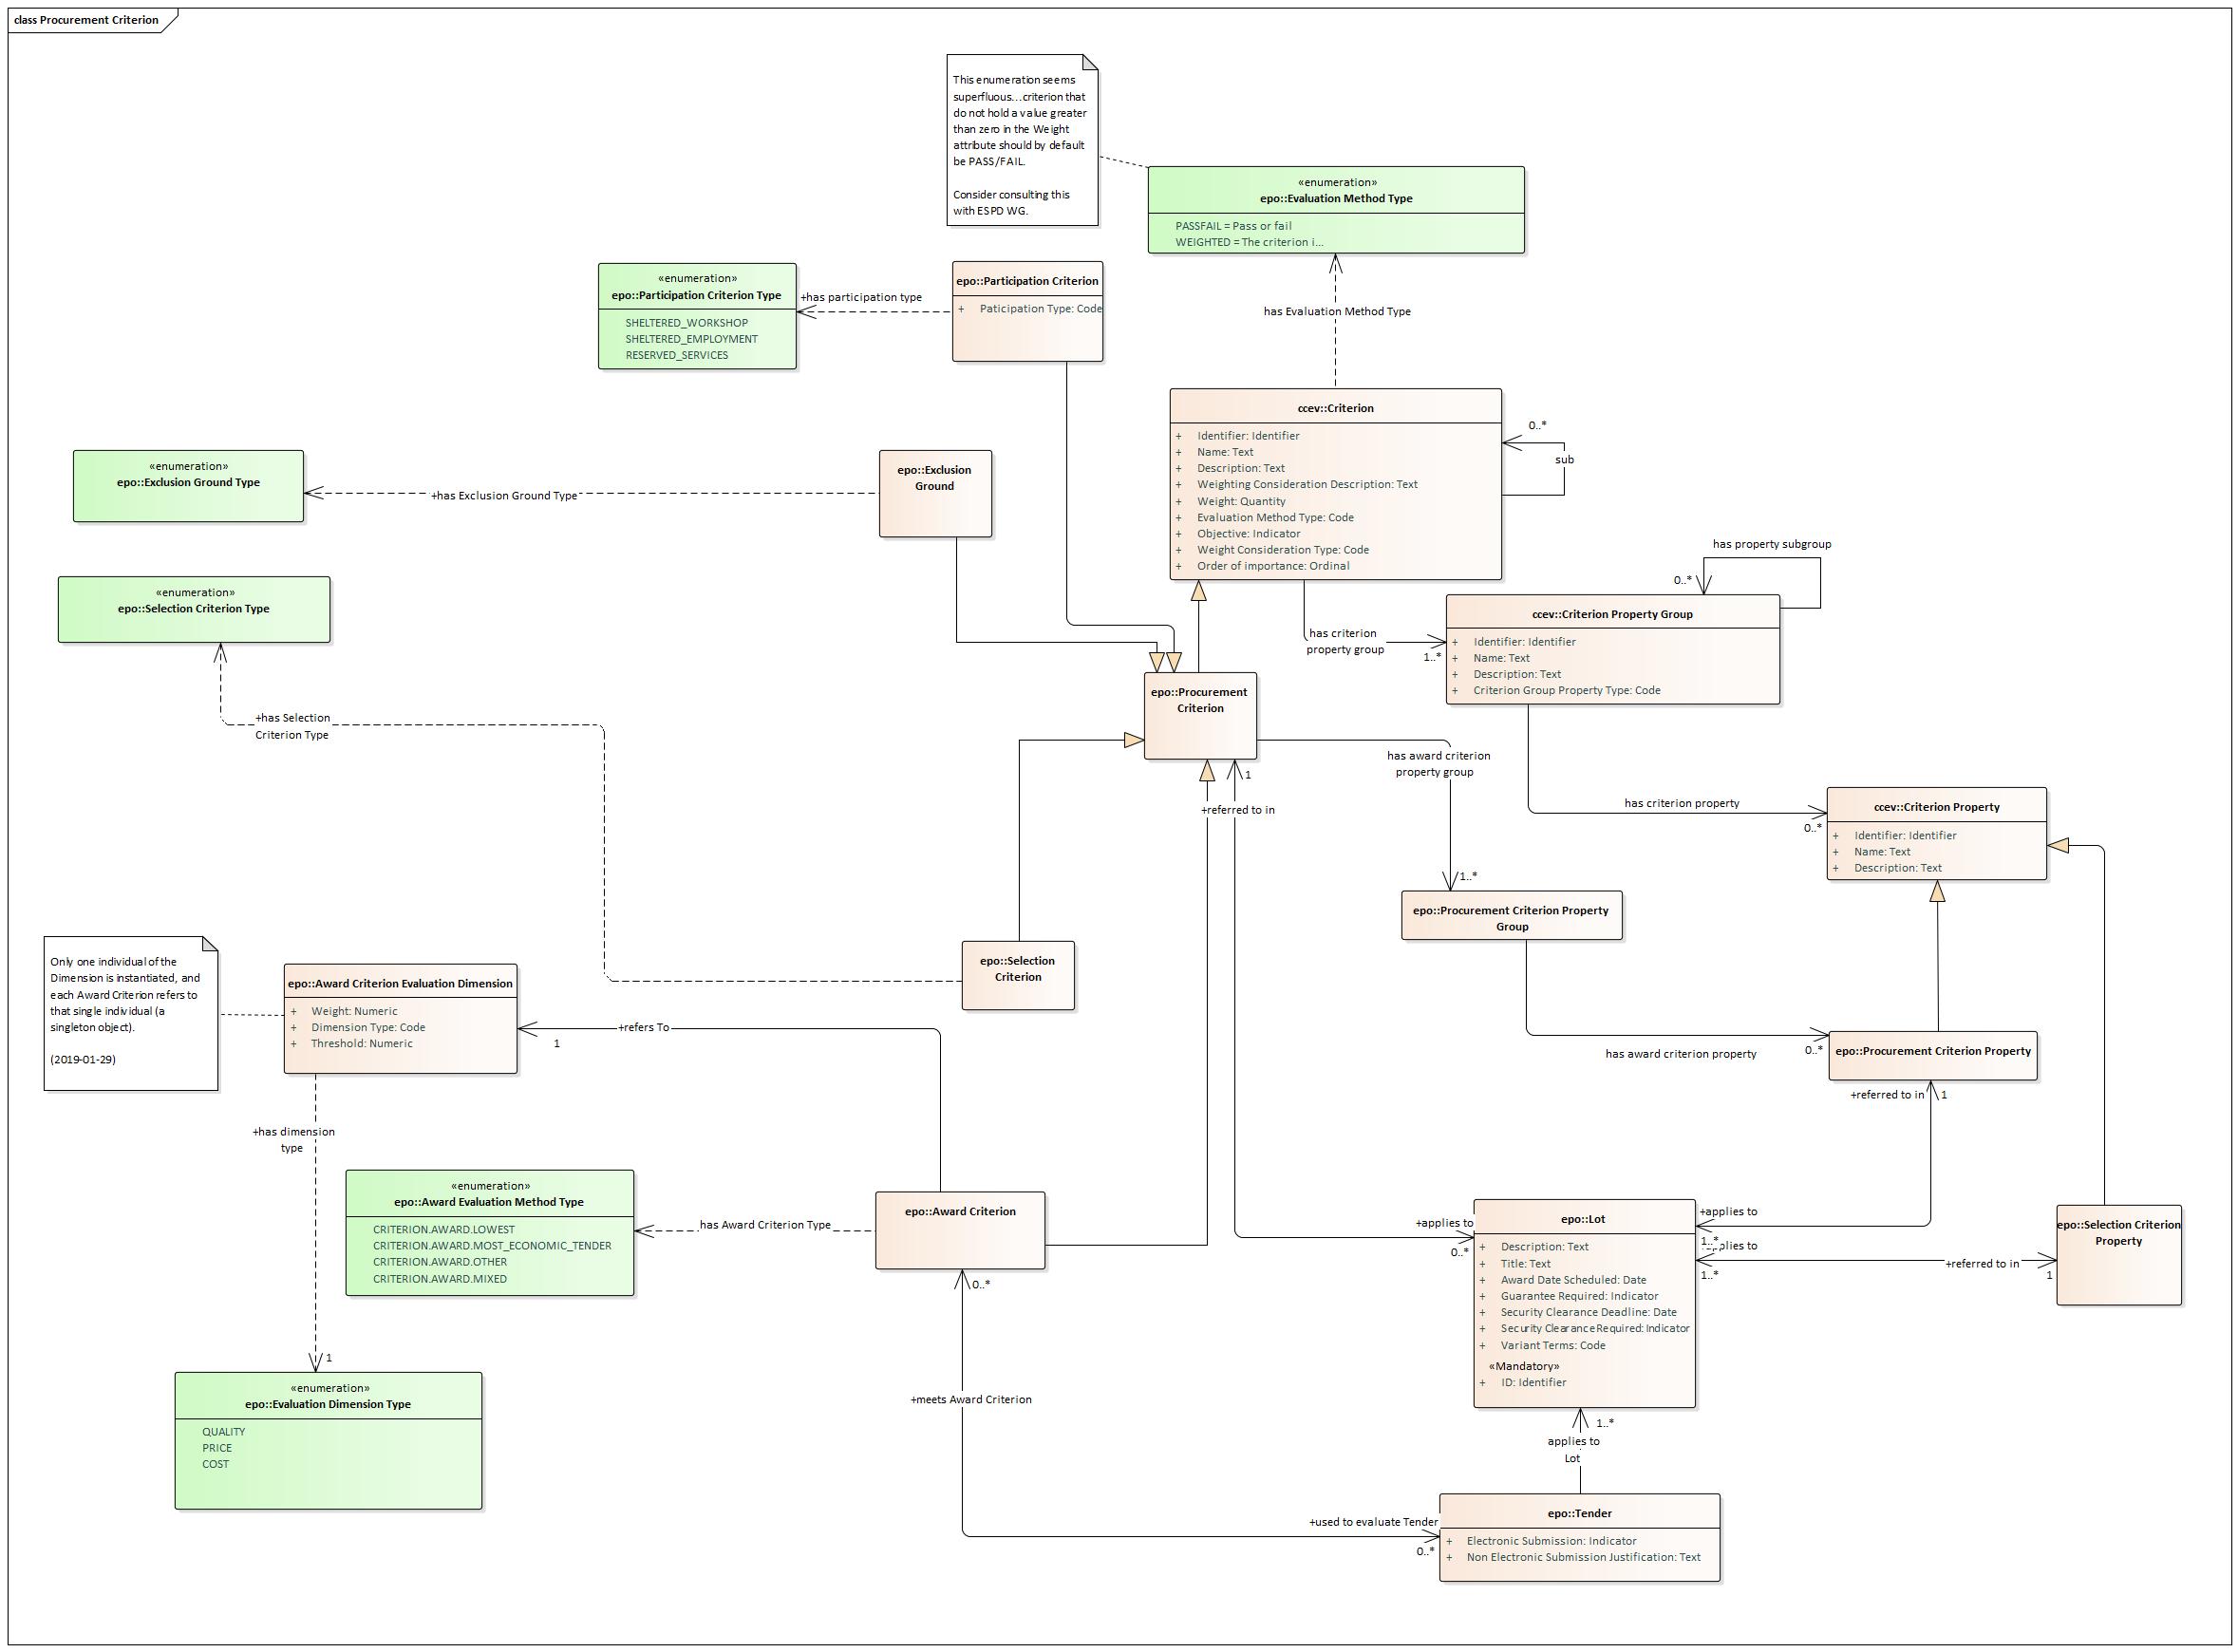 class Procurement Criterion
This enumeration seems
superfluous...criterion that
do not hold a value greater
than zero in the Weight
attribute should by default
be PASS/FAIL.
Consider consulting this
with ESPD WG.
«enumeration»
epo::Evaluation Method Type
PASSFAIL = Pass or fail
WEIGHTED = The criterion i...
«enumeration»
epo::Participation Criterion Type
SHELTERED_WORKSHOP
SHELTERED_EMPLOYMENT
RESERVED_SERVICES
+has participation type
epo::Participation Criterion
+ Paticipation Type: Code
has Evaluation Method Type
ccev::Criterion
+ Identifier: Identifier
+ Name: Text
+ Description: Text
+ Weighting Consideration Description: Text
+ Weight: Quantity
+ Evaluation Method Type: Code
+ Objective: Indicator
+ Weight Consideration Type: Code
+ Order of importance: Ordinal
0..*
sub
«enumeration»
epo::Exclusion Ground Type
+has Exclusion Ground Type
epo::Exclusion
Ground
has property subgroup
0..*
«enumeration»
epo::Selection Criterion Type
ccev::Criterion Property Group
+ Identifier: Identifier
+ Name: Text
+ Description: Text
+ Criterion Group Property Type: Code
has criterion
property group
1..*
epo::Procurement
Criterion
+has Selection
Criterion Type
has award criterion
property group
1
+referred to in
has criterion property
0..*
ccev::Criterion Property
+ Identifier: Identifier
+ Name: Text
+ Description: Text
1..*
epo::Procurement Criterion Property
Group
epo::Selection
Criterion
Only one individual of the
Dimension is instantiated, and
each Award Criterion refers to
that single individual (a
singleton object).
(2019-01-29)
epo::Award Criterion Evaluation Dimension
+ Weight: Numeric
+ Dimension Type: Code
+ Threshold: Numeric
+refers To
1
has award criterion property
0..*
epo::Procurement Criterion Property
+referred to in
1
+has dimension
type
«enumeration»
epo::Award Evaluation Method Type
CRITERION.AWARD.LOWEST
CRITERION.AWARD.MOST_ECONOMIC_TENDER
CRITERION.AWARD.OTHER
CRITERION.AWARD.MIXED
has Award Criterion Type
epo::Award Criterion
0..*
+applies to
0..*
epo::Lot
+ Description: Text
+ Title: Text
+ Award Date Scheduled: Date
+ Guarantee Required: Indicator
+ Security Clearance Deadline: Date
+ Security Clearance Required: Indicator
+ Variant Terms: Code
«Mandatory»
+ ID: Identifier
+applies to
1..*
1..*
+referred to in
1
epo::Selection Criterion
Property
1
«enumeration»
epo::Evaluation Dimension Type
QUALITY
PRICE
COST
+meets Award Criterion
1..*
applies to
Lot
+used to evaluate Tender
0..*
epo::Tender
+ Electronic Submission: Indicator
+ Non Electronic Submission Justification: Text